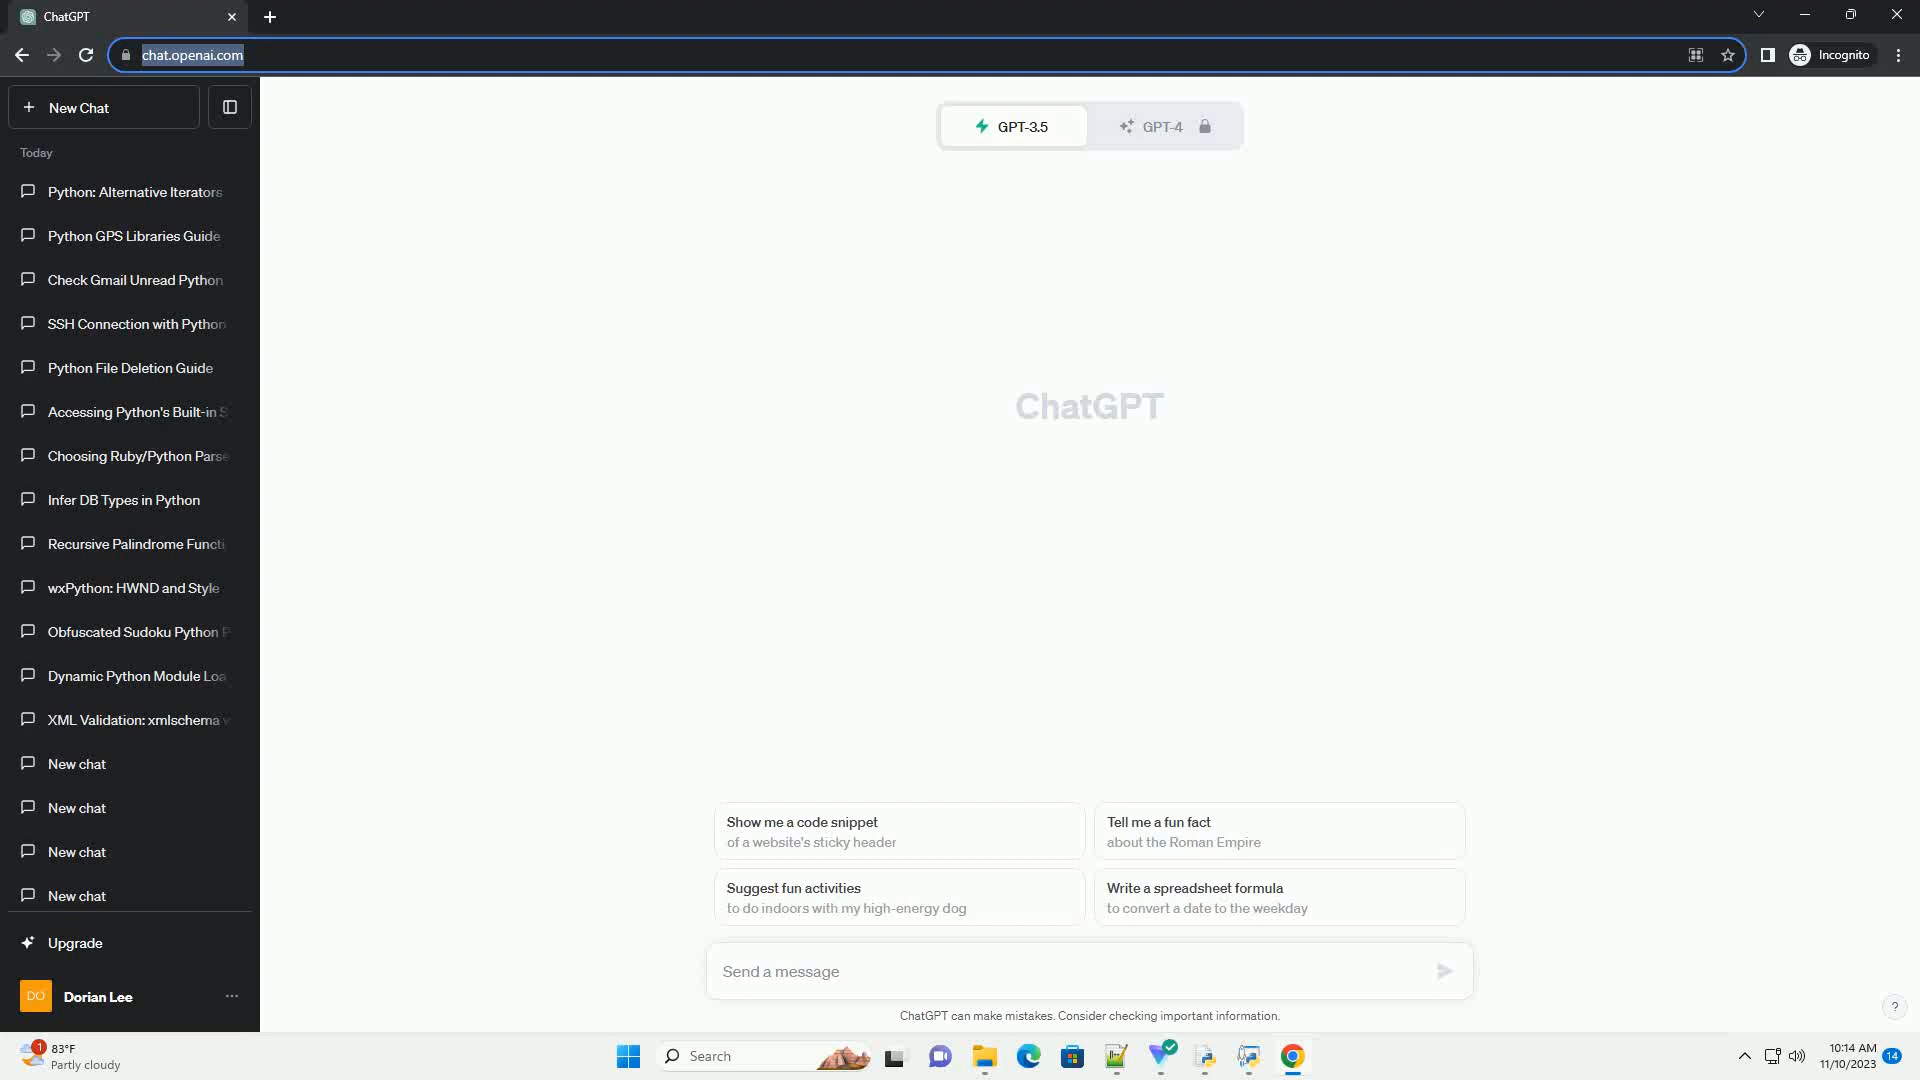 ChatGPT
chat.openai.com
Incognito
New Chat
Today
Python: Alternative Iterators
Python GPS Libraries Guide
Check Gmail Unread Python
SSH Connection with Python
Python File Deletion Guide
Accessing Python's Built-in S
Choosing Ruby/Python Parse
Infer DB Types in Python
Recursive Palindrome Functi
wxPython: HWND and Style
Obfuscated Sudoku Python P
Dynamic Python Module Loa
XML Validation: xmlschema v
New chat
New chat
New chat
New chat
Upgrade
DO
Dorian Lee
GPT-3.5
GPT-4
ChatGPT
Show me a code snippet
of a website's sticky header
Tell me a fun fact
about the Roman Empire
Suggest fun activities
to do indoors with my high-energy dog
Write a spreadsheet formula
to convert a date to the weekday
Send a message
ChatGPT can make mistakes. Consider checking important information.
?
1
83°F
Partly cloudy
Search
10:14 AM
11/10/2023
14